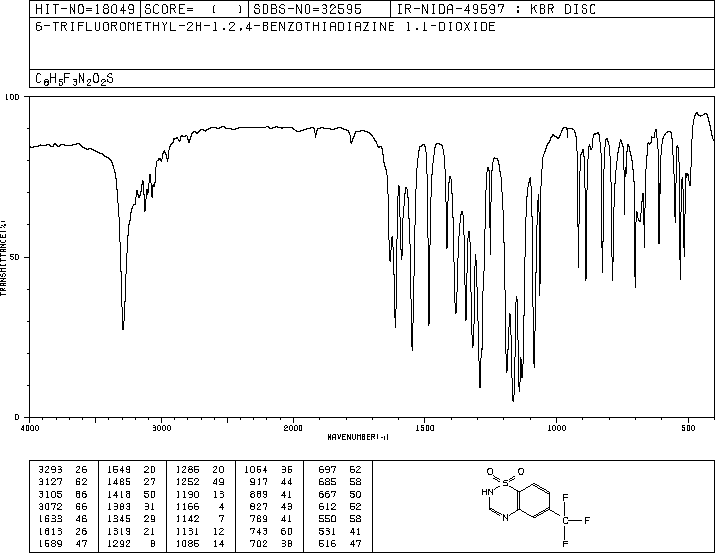 HIT-NO=18049 SCORE= ( ) SDBS-NO=32595 IR-NIDA-49597 : KBR DISC
6-TRIFLUOROMETHYL-2H-1,2,4-BENZOTHIADIAZINE 1,1-DIOXIDE
C8H5F3N2O2S
100
50
0
TRANSMITTANCE(%)
4000 3000 2000 1500 1000 500
WAVENUMBER(-1)
3293 26 1549 20 1286 20 1064 36 697 52
3127 62 1485 27 1252 49 917 44 685 58
3105 66 1418 50 1190 13 889 41 667 50
3072 66 1383 31 1166 4 827 43 612 52
1633 46 1345 29 1142 7 789 41 550 58
1613 26 1319 21 1131 12 743 60 531 41
1589 47 1292 8 1086 14 702 38 516 47
O O
S
HN
N
F
C F
F